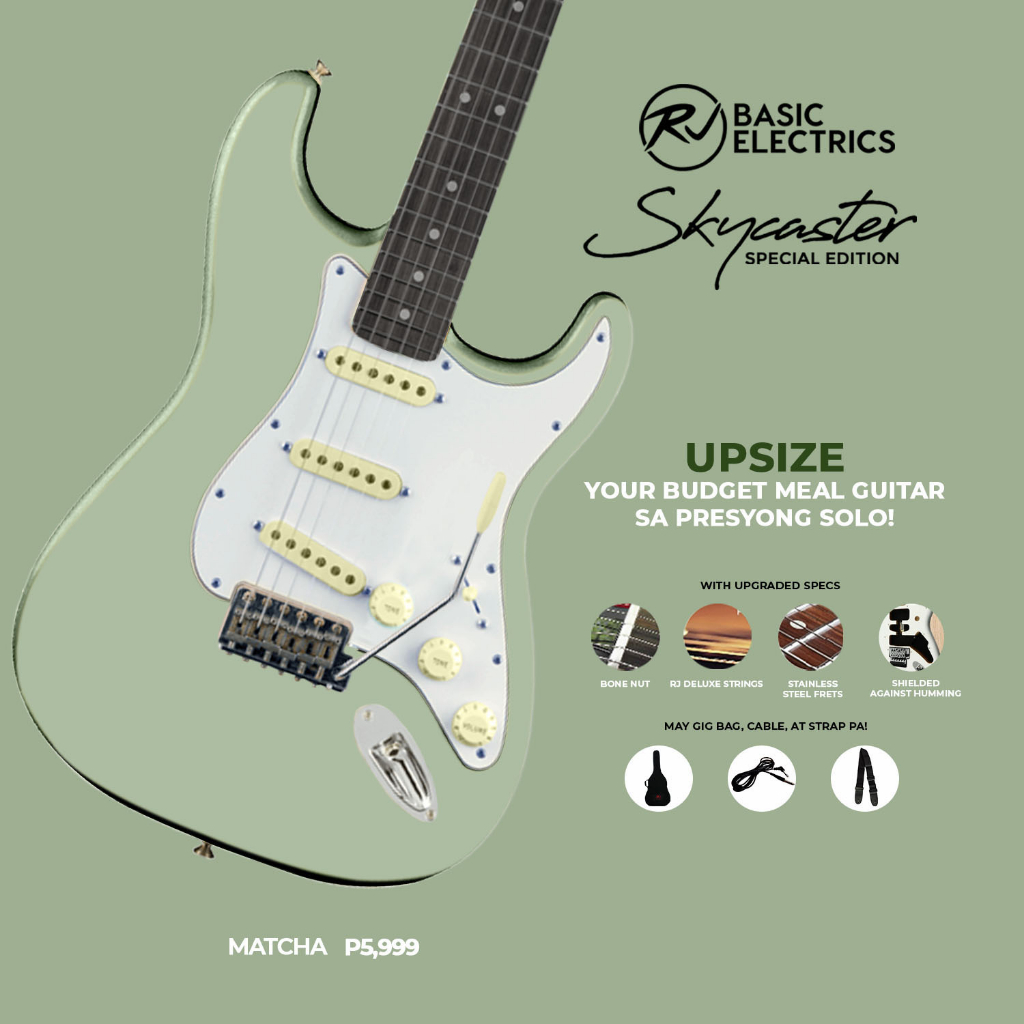 RJ BASIC
ELECTRICS
Skycaster
SPECIAL EDITION
UPSIZE
YOUR BUDGET MEAL GUITAR
SA PRESYONG SOLO!
WITH UPGRADED SPECS
BONE NUT
RJ DELUXE STRINGS
STAINLESS
STEEL FRETS
SHIELDED
AGAINST HUMMING
MAY GIG BAG, CABLE, AT STRAP PA!
TONE
TONE
VOLUME
MATCHA P5,999